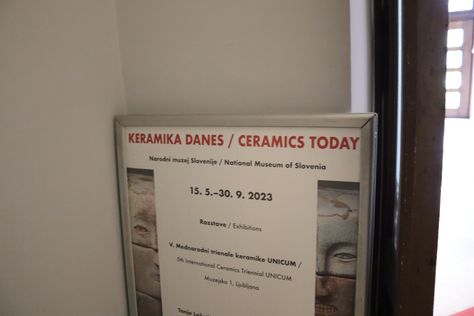 KERAMIKA DANES / CERAMICS TODAY
Narodni muzej Slovenije / National Museum of Slovenia
15. 5.–30. 9. 2023
Razstave / Exhibitions
V. Mednarodni trienale keramike UNICUM /
5th International Ceramics Triennial UNICUM
Muzejska 1, Ljubljana
Tanja